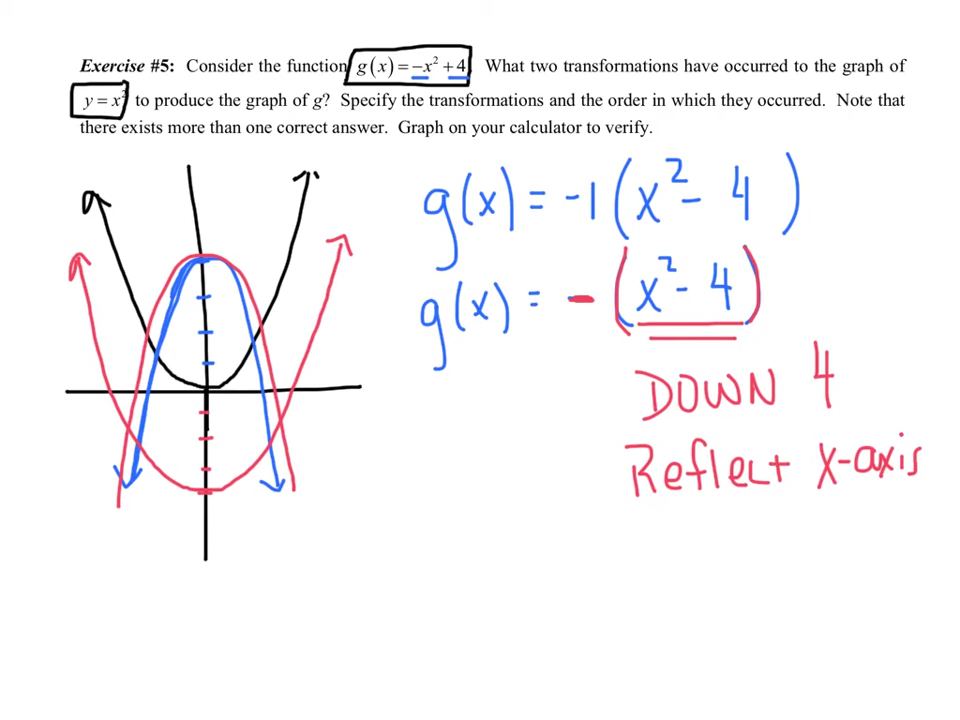 Exercise #5: Consider the function g(x) = −x² + 4. What two transformations have occurred to the graph of
y = x² to produce the graph of g? Specify the transformations and the order in which they occurred. Note that
there exists more than one correct answer. Graph on your calculator to verify.
g(x) = -1(x² - 4)
g(x) = -(x² - 4)
DOWN 4
Reflect x-axis